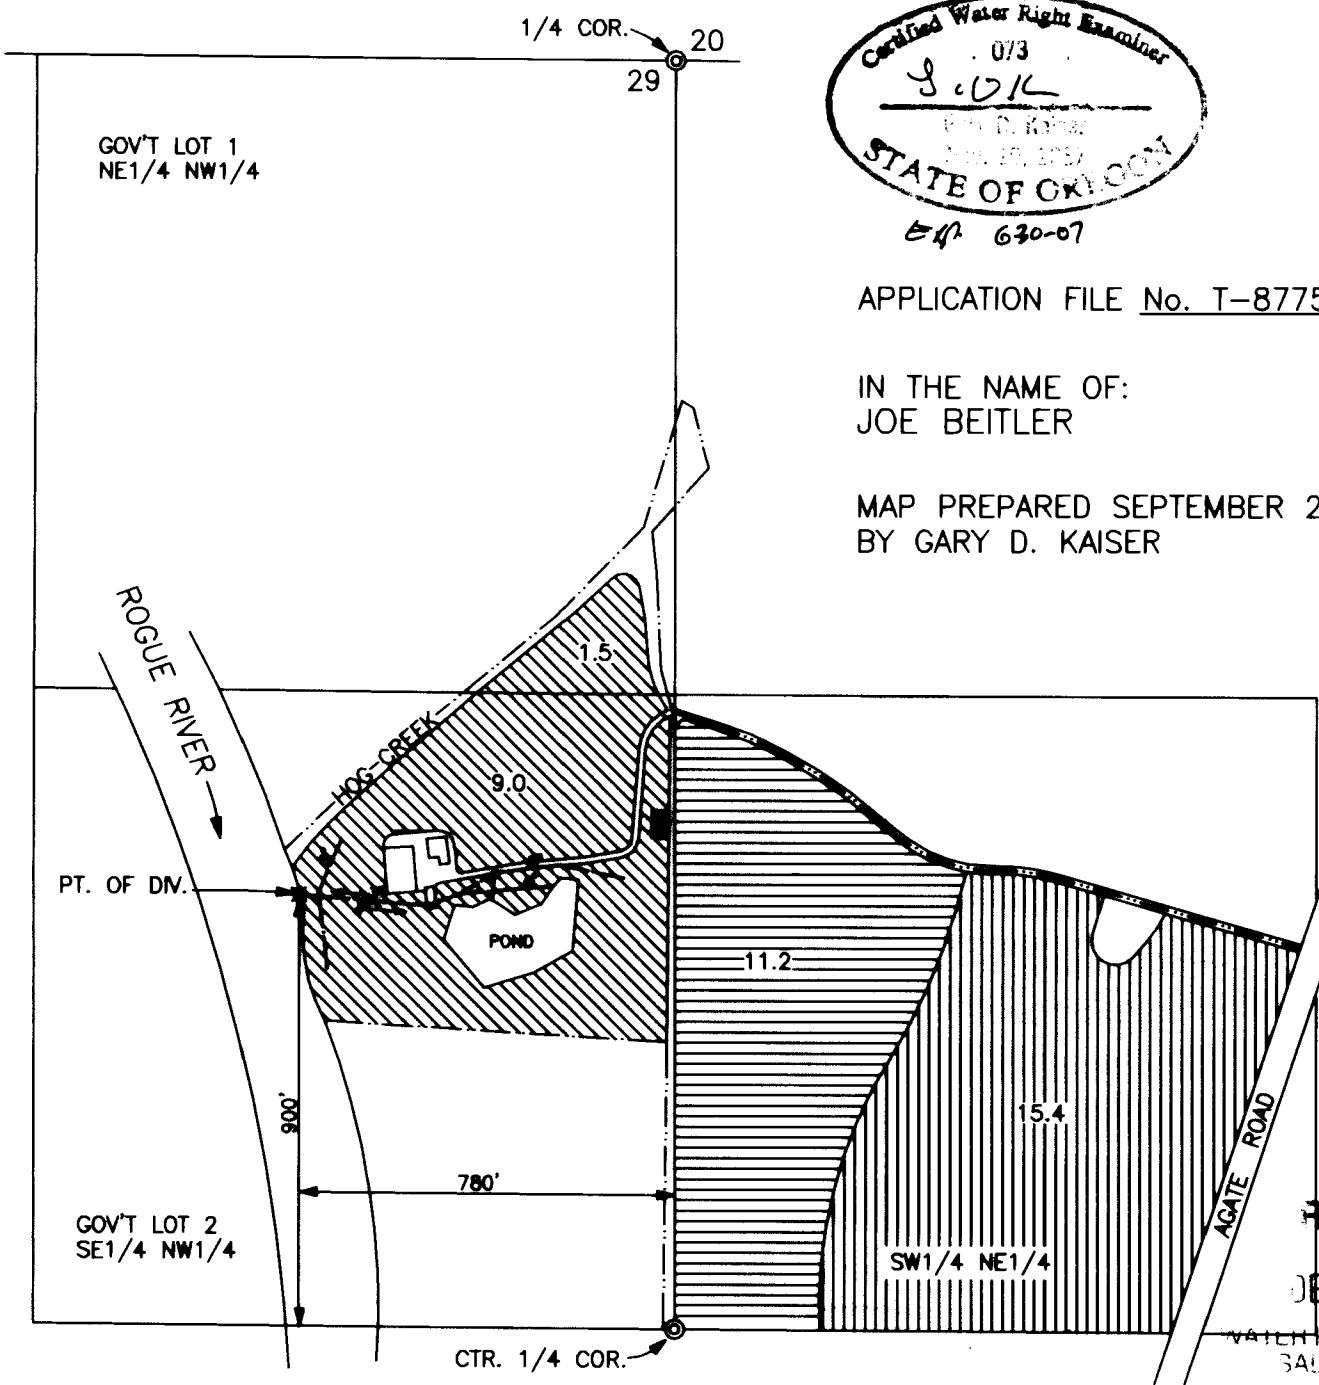 1/4 COR.
20
29
GOV'T LOT 1
NE1/4 NW1/4
Certified Water Right Examiner
073
STATE OF OREGON
EXP. 630-07
APPLICATION FILE No. T-8775
IN THE NAME OF:
JOE BEITLER
MAP PREPARED SEPTEMBER 2
BY GARY D. KAISER
ROGUE RIVER
1.5
HOG CREEK
9.0
PT. OF DIV.
POND
11.2
900'
15.4
AGATE ROAD
780'
GOV'T LOT 2
SE1/4 NW1/4
SW1/4 NE1/4
CTR. 1/4 COR.